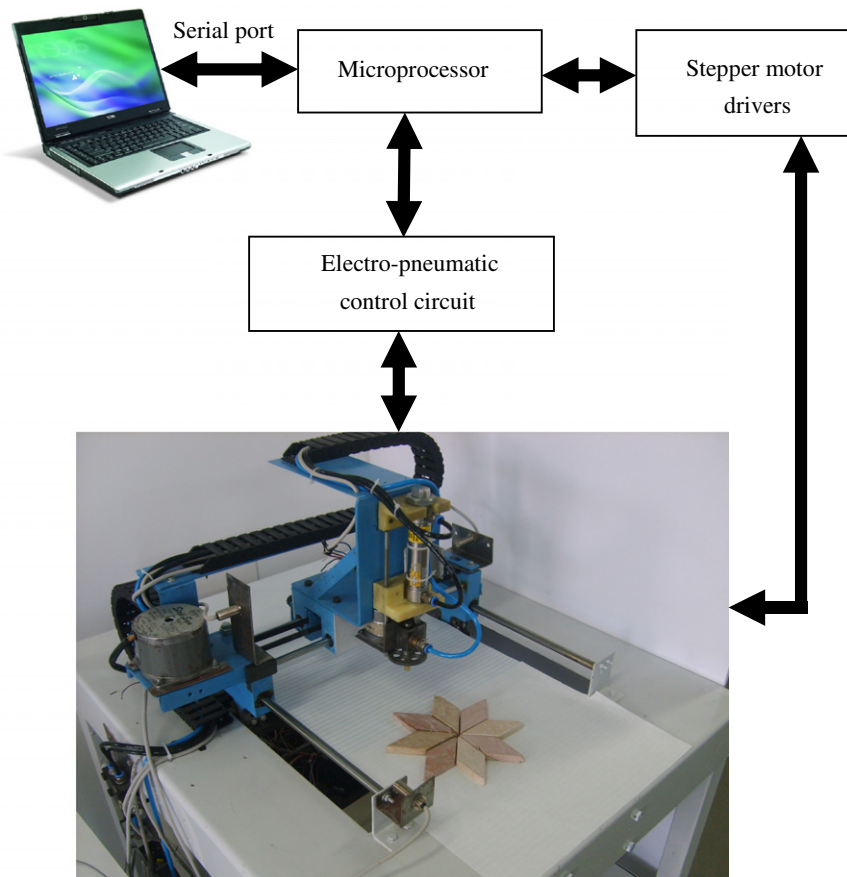 Serial port
Microprocessor
Stepper motor
drivers
Electro-pneumatic
control circuit